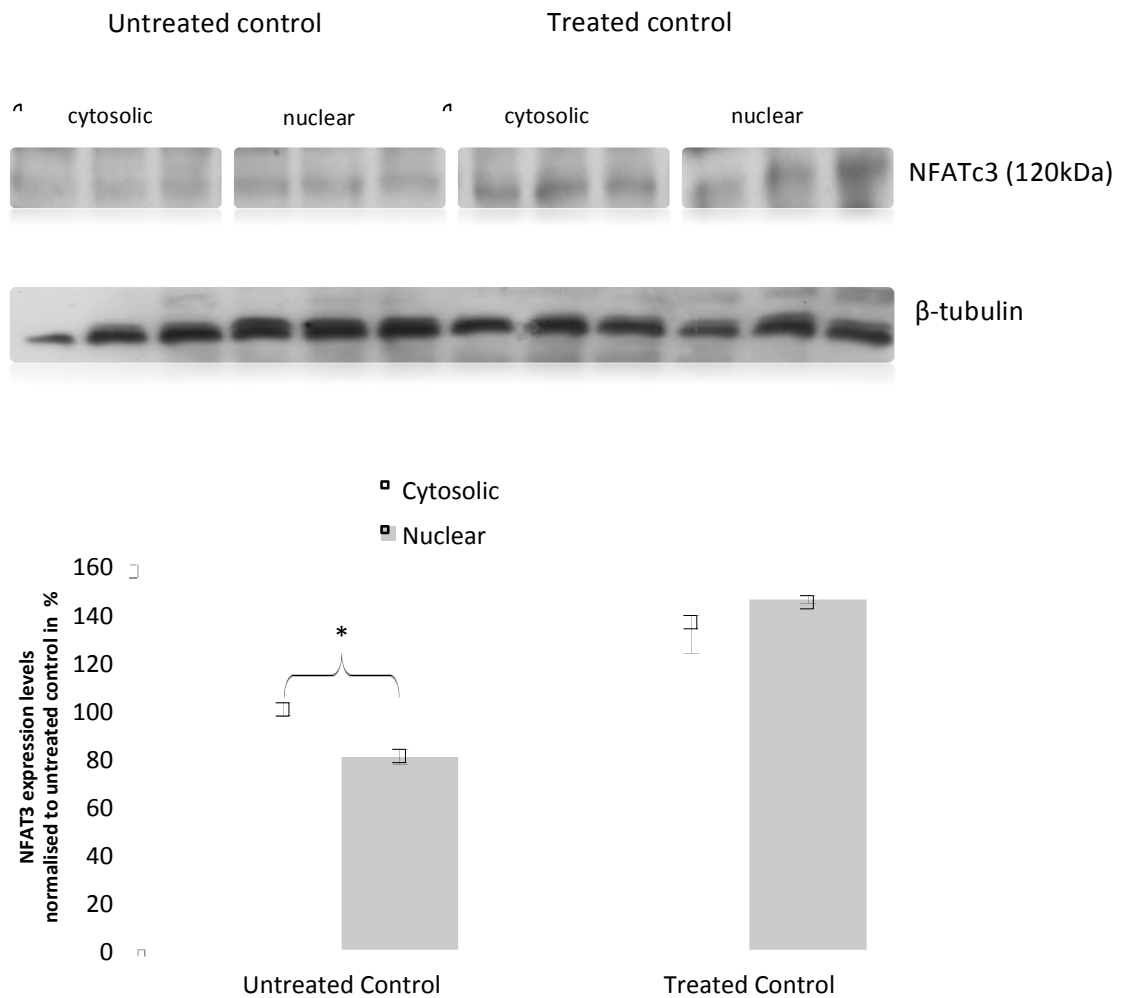 Untreated control
Treated control
cytosolic
nuclear
cytosolic
nuclear
NFATc3 (120kDa)
β-tubulin
Cytosolic
Nuclear
160
140
120
100
80
60
40
20
0
*
NFAT3 expression levels
normalised to untreated control in %
Untreated Control
Treated Control